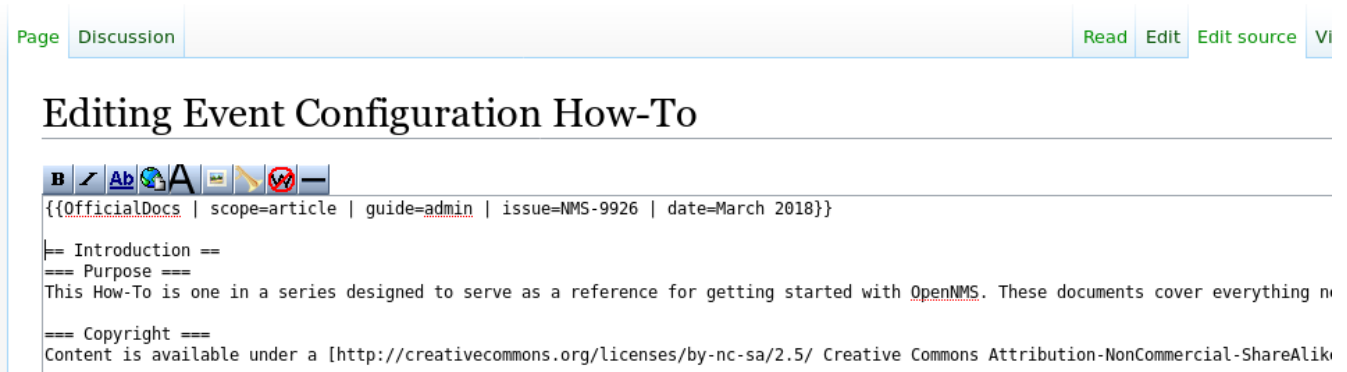 Page Discussion Read Edit Edit source
Editing Event Configuration How-To
B I Ab A W
{{OfficialDocs | scope=article | guide=admin | issue=NMS-9926 | date=March 2018}}
== Introduction ==
=== Purpose ===
This How-To is one in a series designed to serve as a reference for getting started with OpenNMS. These documents cover everything
=== Copyright ===
Content is available under a [http://creativecommons.org/licenses/by-nc-sa/2.5/ Creative Commons Attribution-NonCommercial-ShareAlike